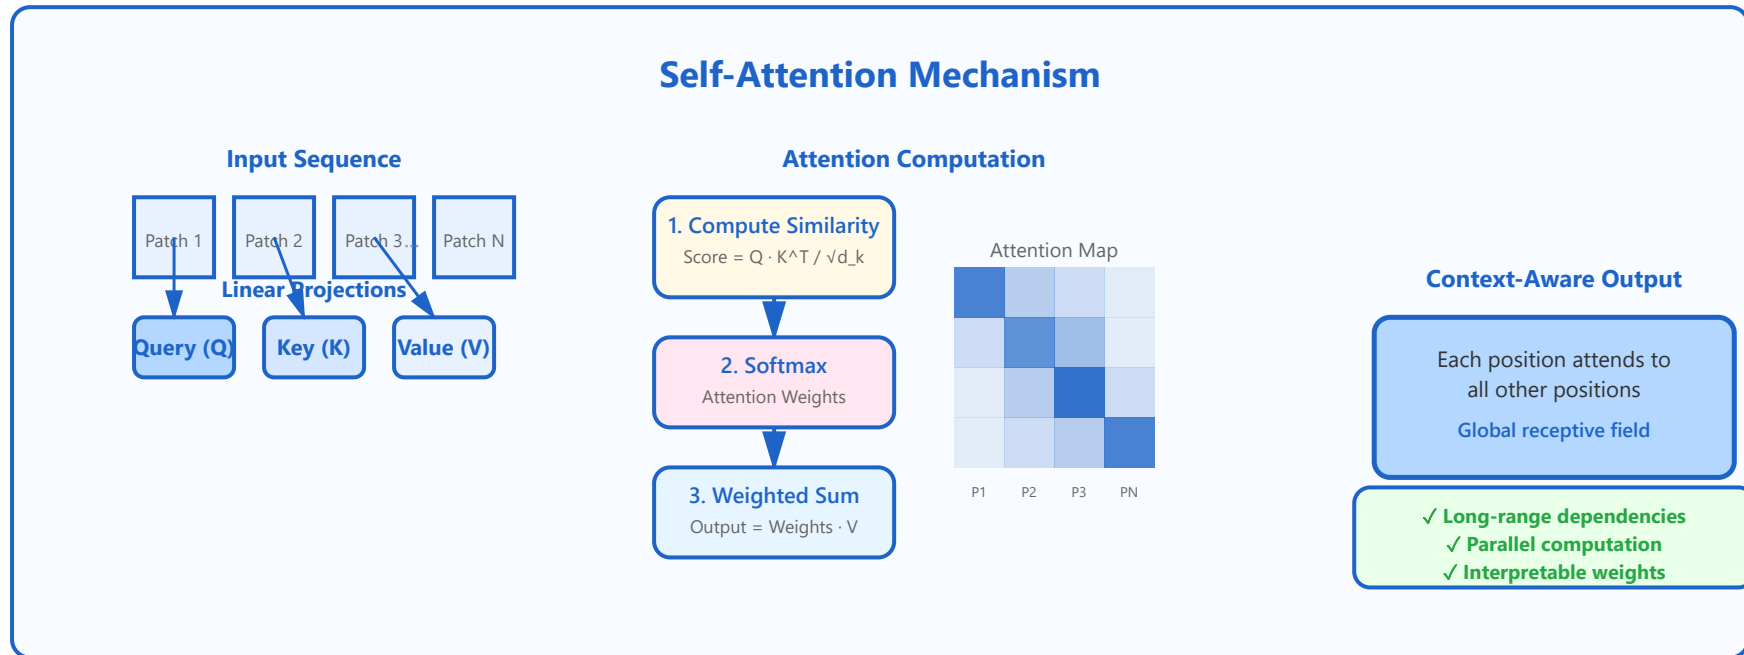 Self-Attention Mechanism
Input Sequence
Patch 1
Patch 2
Patch 3
...
Patch N
Linear Projections
Query (Q)
Key (K)
Value (V)
Attention Computation
1. Compute Similarity
Score = Q · K^T / √d_k
2. Softmax
Attention Weights
3. Weighted Sum
Output = Weights · V
Attention Map
P1 P2 P3 PN
Context-Aware Output
Each position attends to
all other positions
Global receptive field
✓ Long-range dependencies
✓ Parallel computation
✓ Interpretable weights